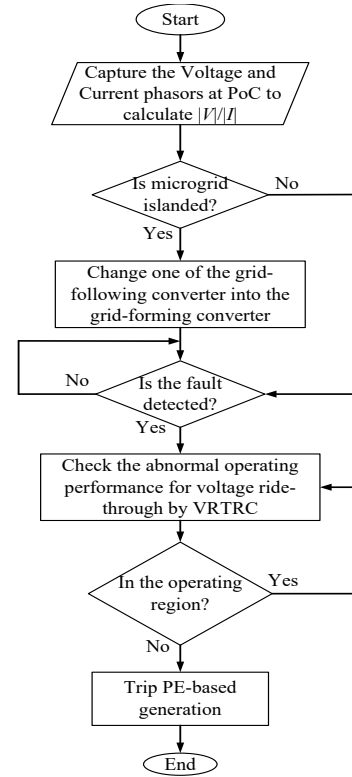 Start
Capture the Voltage and
Current phasors at PoC to
calculate |V|/|I|
Is microgrid
islanded?
No
Yes
Change one of the grid-
following converter into the
grid-forming converter
Is the fault
detected?
No
Yes
Check the abnormal operating
performance for voltage ride-
through by VRTRC
In the operating
region?
Yes
No
Trip PE-based
generation
End